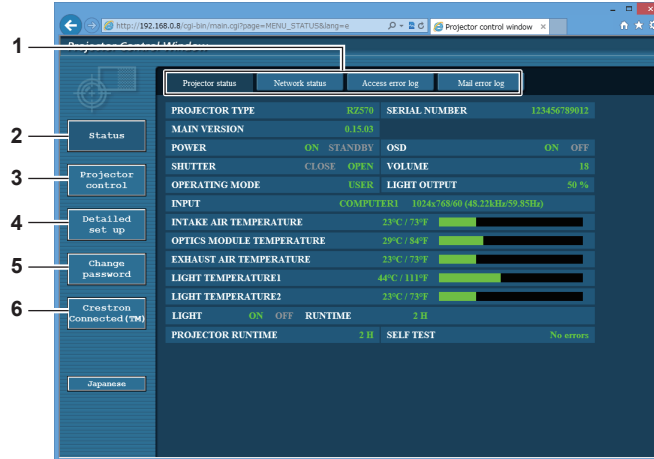 http://192.168.0.8/cgi-bin/main.cgi?page=MENU_STATUS&lang=e
Projector control window
Projector Control Window
1
Projector status
Network status
Access error log
Mail error log
PROJECTOR TYPE RZ570 SERIAL NUMBER 123456789012
MAIN VERSION 0.15.03
2
Status
POWER ON STANDBY OSD ON OFF
SHUTTER CLOSE OPEN VOLUME 18
3
Projector
control
OPERATING MODE USER LIGHT OUTPUT 50 %
INPUT COMPUTER1 1024x768/60 (48.22kHz/59.85Hz)
4
Detailed
set up
INTAKE AIR TEMPERATURE 23°C / 73°F
OPTICS MODULE TEMPERATURE 29°C / 84°F
5
Change
password
EXHAUST AIR TEMPERATURE 23°C / 73°F
LIGHT TEMPERATURE1 44°C / 111°F
LIGHT TEMPERATURE2 23°C / 73°F
6
Crestron
Connected(TM)
LIGHT ON OFF RUNTIME 2 H
PROJECTOR RUNTIME 2 H SELF TEST No errors
Japanese